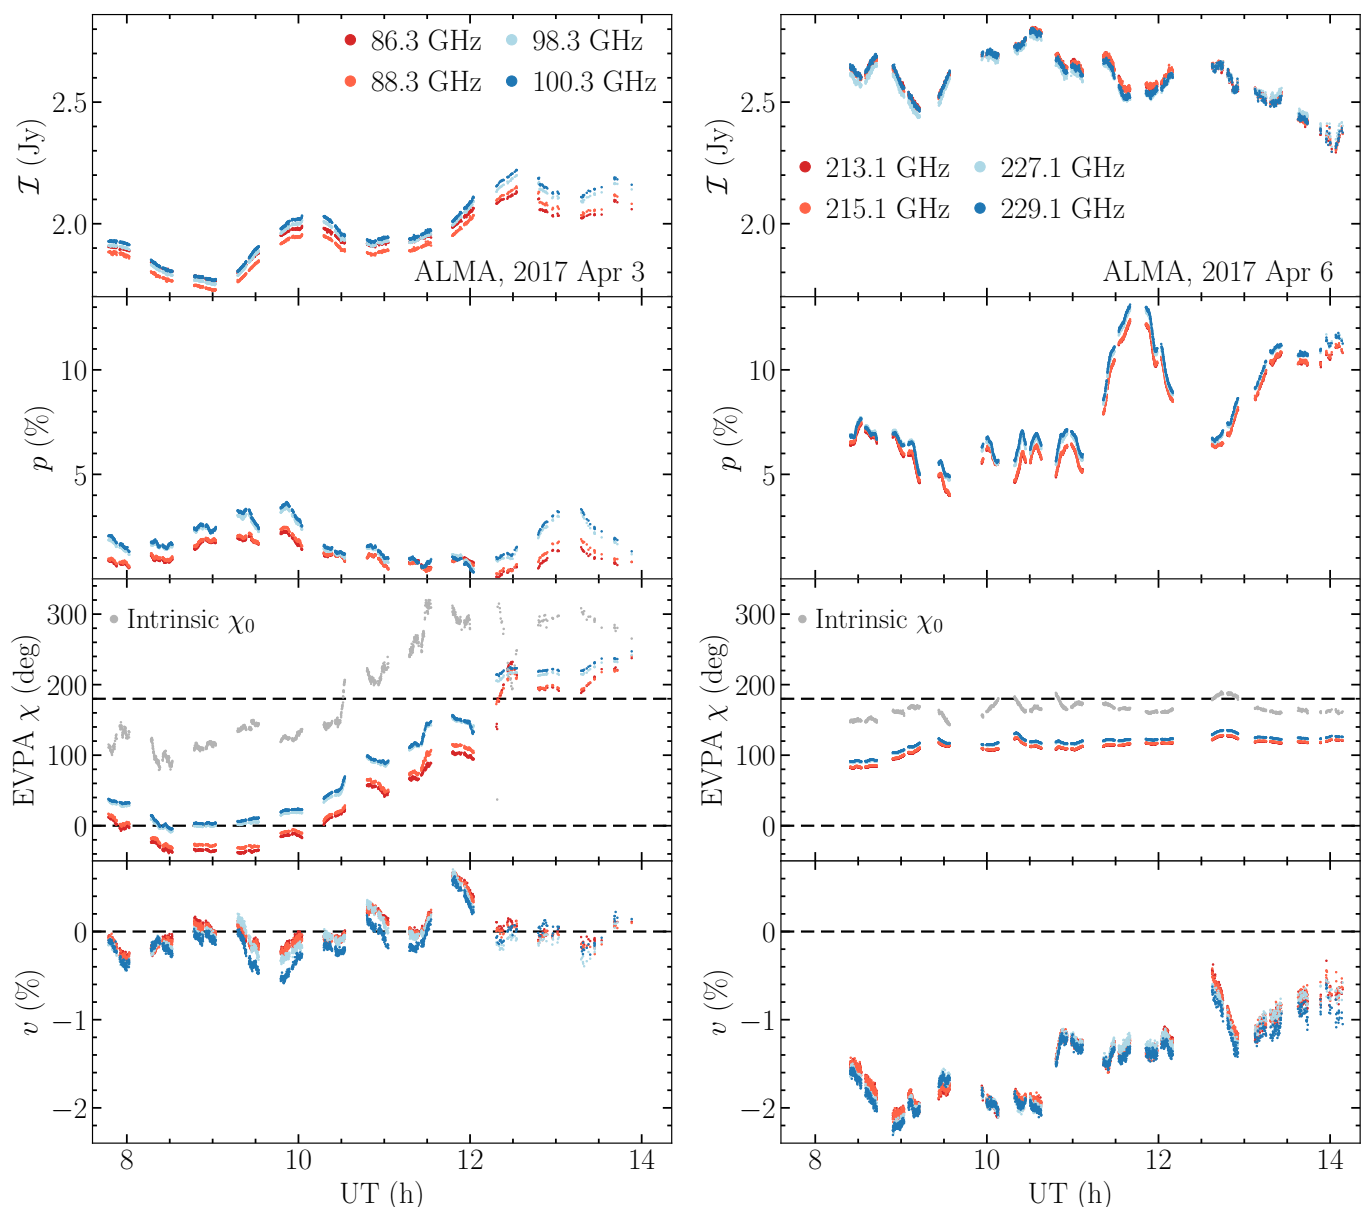 86.3 GHz 98.3 GHz
88.3 GHz 100.3 GHz
2.5
2.0
I (Jy)
ALMA, 2017 Apr 3
213.1 GHz 227.1 GHz
215.1 GHz 229.1 GHz
2.5
2.0
I (Jy)
ALMA, 2017 Apr 6
10
5
p (%)
10
5
p (%)
300
200
100
0
EVPA χ (deg)
Intrinsic χ₀
300
200
100
0
EVPA χ (deg)
Intrinsic χ₀
0
−1
−2
v (%)
8 10 12 14
UT (h)
0
−1
−2
v (%)
8 10 12 14
UT (h)